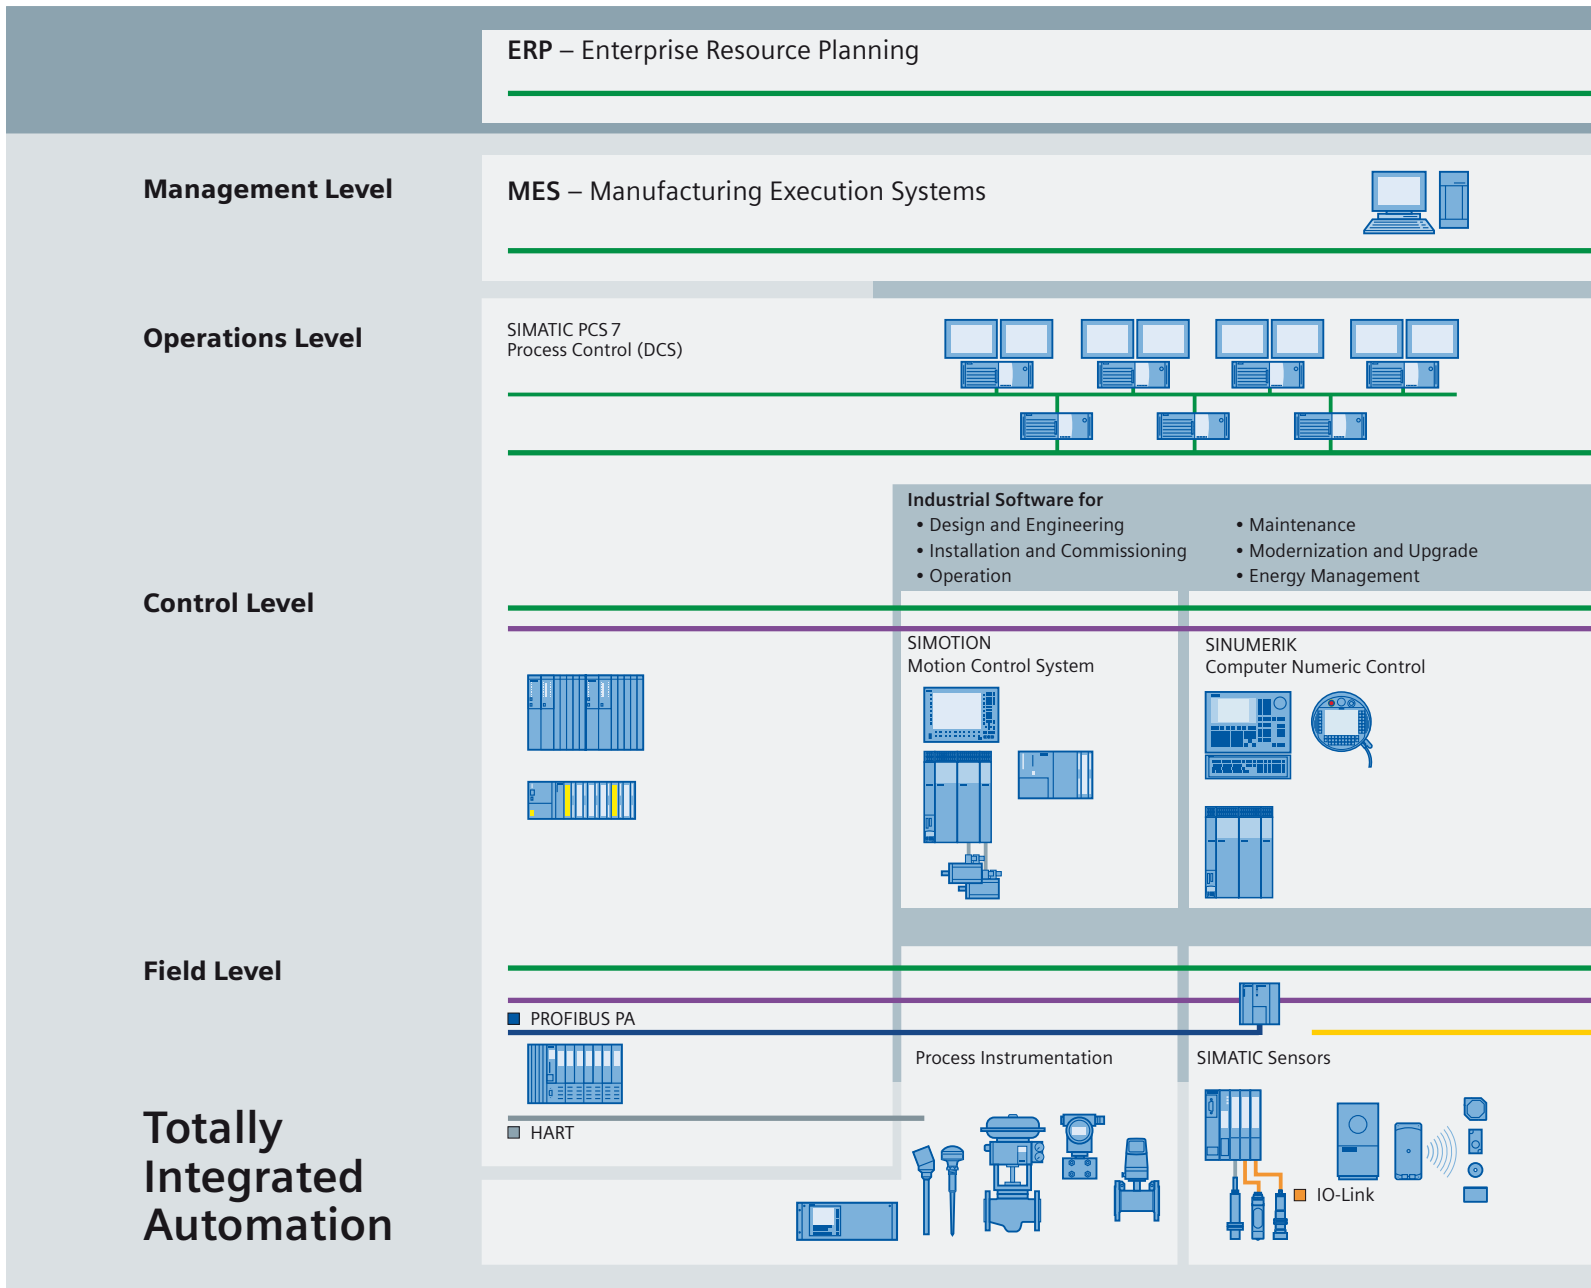 ERP – Enterprise Resource Planning
Management Level
MES – Manufacturing Execution Systems
Operations Level
SIMATIC PCS 7
Process Control (DCS)
Industrial Software for
• Design and Engineering
• Installation and Commissioning
• Operation
• Maintenance
• Modernization and Upgrade
• Energy Management
Control Level
SIMOTION
Motion Control System
SINUMERIK
Computer Numeric Control
Field Level
PROFIBUS PA
Process Instrumentation
SIMATIC Sensors
HART
IO-Link
Totally
Integrated
Automation